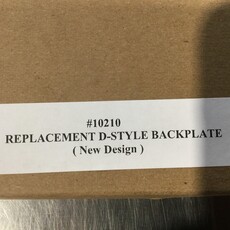 #10210
REPLACEMENT D-STYLE BACKPLATE
( New Design )